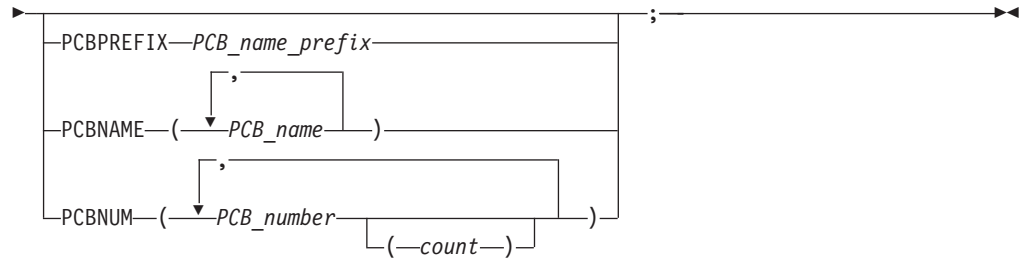 ;
PCBPREFIX PCB_name_prefix
,
PCBNAME ( PCB_name )
,
PCBNUM ( PCB_number )
( count )